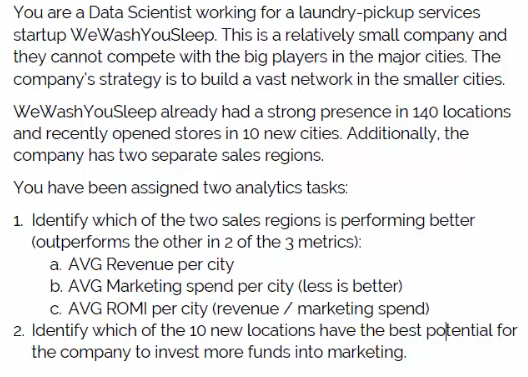 You are a Data Scientist working for a laundry-pickup services
startup WeWashYouSleep. This is a relatively small company and
they cannot compete with the big players in the major cities. The
company's strategy is to build a vast network in the smaller cities.
WeWashYouSleep already had a strong presence in 140 locations
and recently opened stores in 10 new cities. Additionally, the
company has two separate sales regions.
You have been assigned two analytics tasks:
1. Identify which of the two sales regions is performing better
(outperforms the other in 2 of the 3 metrics):
a. AVG Revenue per city
b. AVG Marketing spend per city (less is better)
c. AVG ROMI per city (revenue / marketing spend)
2. Identify which of the 10 new locations have the best potential for
the company to invest more funds into marketing.